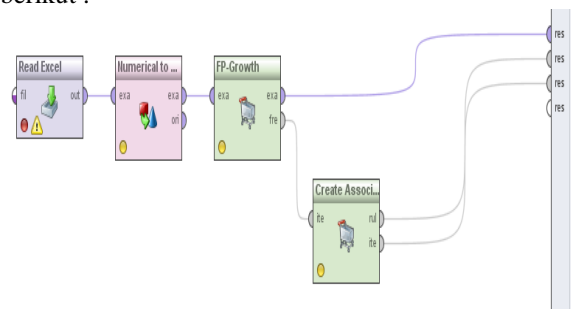 berikut :
res
Read Excel
Numerical to ...
FP-Growth
res
fil
out
exa
exa
exa
exa
res
ori
fre
res
Create Associ...
ite
rul
ite